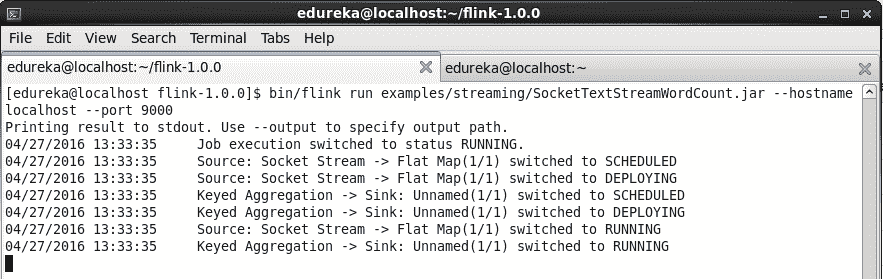 edureka@localhost:~/flink-1.0.0
File Edit View Search Terminal Tabs Help
edureka@localhost:~/flink-1.0.0
edureka@localhost:~
[edureka@localhost flink-1.0.0]$ bin/flink run examples/streaming/SocketTextStreamWordCount.jar --hostname
localhost --port 9000
Printing result to stdout. Use --output to specify output path.
04/27/2016 13:33:35 Job execution switched to status RUNNING.
04/27/2016 13:33:35 Source: Socket Stream -> Flat Map(1/1) switched to SCHEDULED
04/27/2016 13:33:35 Source: Socket Stream -> Flat Map(1/1) switched to DEPLOYING
04/27/2016 13:33:35 Keyed Aggregation -> Sink: Unnamed(1/1) switched to SCHEDULED
04/27/2016 13:33:35 Keyed Aggregation -> Sink: Unnamed(1/1) switched to DEPLOYING
04/27/2016 13:33:35 Source: Socket Stream -> Flat Map(1/1) switched to RUNNING
04/27/2016 13:33:35 Keyed Aggregation -> Sink: Unnamed(1/1) switched to RUNNING